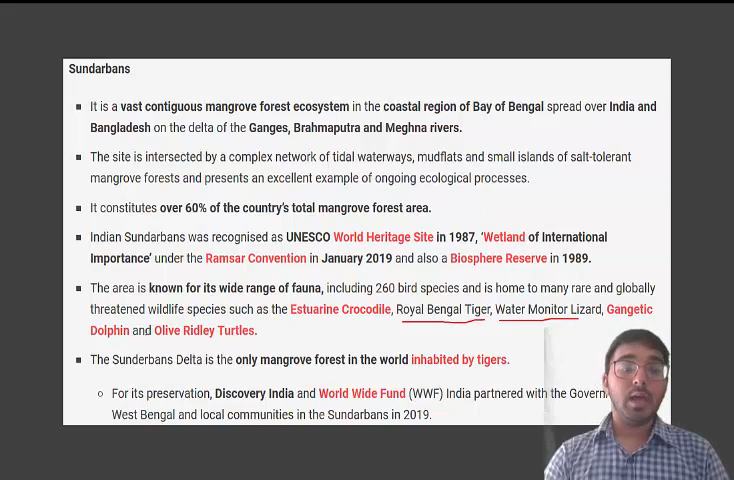 Sundarbans
It is a vast contiguous mangrove forest ecosystem in the coastal region of Bay of Bengal spread over India and
Bangladesh on the delta of the Ganges, Brahmaputra and Meghna rivers.
The site is intersected by a complex network of tidal waterways, mudflats and small islands of salt-tolerant
mangrove forests and presents an excellent example of ongoing ecological processes.
It constitutes over 60% of the country's total mangrove forest area.
Indian Sundarbans was recognised as UNESCO World Heritage Site in 1987, 'Wetland of International
Importance' under the Ramsar Convention in January 2019 and also a Biosphere Reserve in 1989.
The area is known for its wide range of fauna, including 260 bird species and is home to many rare and globally
threatened wildlife species such as the Estuarine Crocodile, Royal Bengal Tiger, Water Monitor Lizard, Gangetic
Dolphin and Olive Ridley Turtles.
The Sunderbans Delta is the only mangrove forest in the world inhabited by tigers.
For its preservation, Discovery India and World Wide Fund (WWF) India partnered with the Govern
West Bengal and local communities in the Sundarbans in 2019.